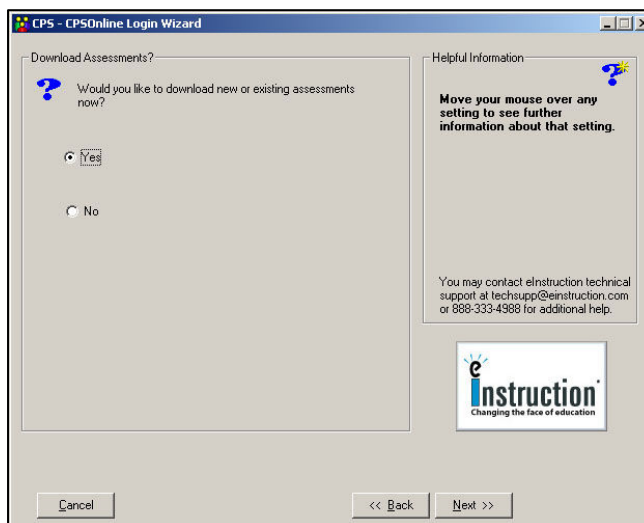 CPS - CPSOnline Login Wizard
Download Assessments?
Would you like to download new or existing assessments
now?
Yes
No
Helpful Information
Move your mouse over any
setting to see further
information about that setting.
You may contact eInstruction technical
support at techsupp@einstruction.com
or 888-333-4988 for additional help.
eInstruction
Changing the face of education
Cancel
<< Back
Next >>